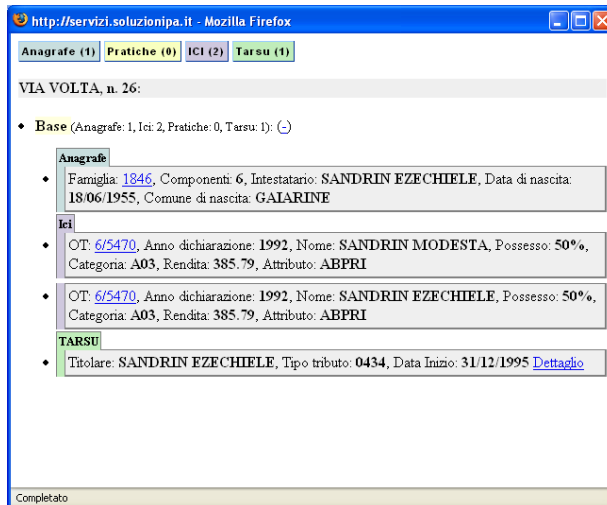 http://servizi.soluzionipa.it - Mozilla Firefox
Anagrafe (1) Pratiche (0) ICI (2) Tarsu (1)
VIA VOLTA, n. 26:
Base (Anagrafe: 1, Ici: 2, Pratiche: 0, Tarsu: 1): (-)
Anagrafe
Famiglia: 1846, Componenti: 6, Intestatario: SANDRIN EZECHIELE, Data di nascita:
18/06/1955, Comune di nascita: GAIARINE
Ici
OT: 6/5470, Anno dichiarazione: 1992, Nome: SANDRIN MODESTA, Possesso: 50%,
Categoria: A03, Rendita: 385.79, Attributo: ABPRI
OT: 6/5470, Anno dichiarazione: 1992, Nome: SANDRIN EZECHIELE, Possesso: 50%,
Categoria: A03, Rendita: 385.79, Attributo: ABPRI
TARSU
Titolare: SANDRIN EZECHIELE, Tipo tributo: 0434, Data Inizio: 31/12/1995 Dettaglio
Completato